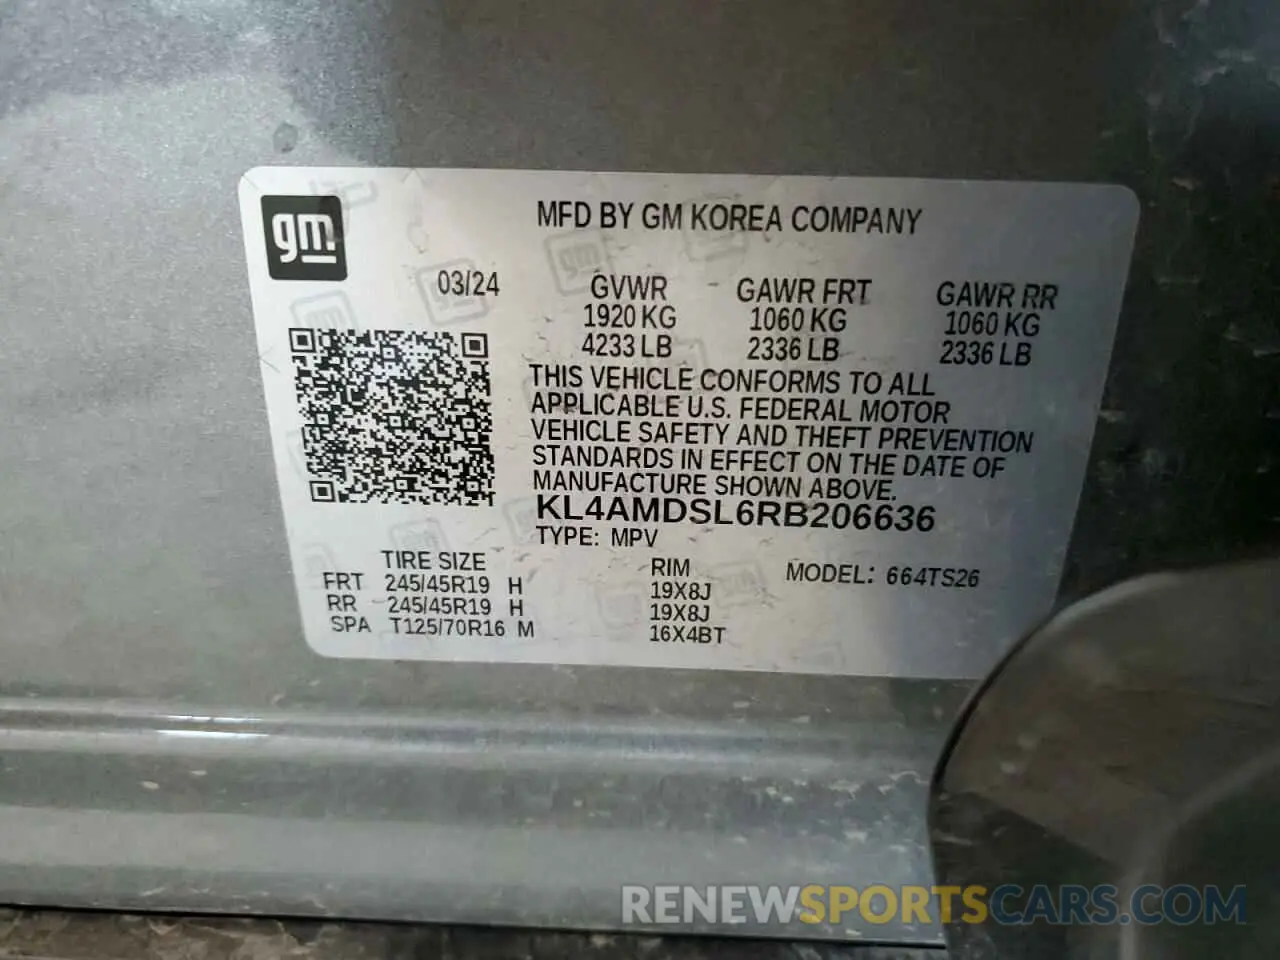 gm
MFD BY GM KOREA COMPANY
03/24 GVWR GAWR FRT GAWR RR
1920 KG 1060 KG 1060 KG
4233 LB 2336 LB 2336 LB
THIS VEHICLE CONFORMS TO ALL
APPLICABLE U.S. FEDERAL MOTOR
VEHICLE SAFETY AND THEFT PREVENTION
STANDARDS IN EFFECT ON THE DATE OF
MANUFACTURE SHOWN ABOVE.
KL4AMDSL6RB206636
TYPE: MPV
TIRE SIZE RIM MODEL: 664TS26
FRT 245/45R19 H 19X8J
RR 245/45R19 H 19X8J
SPA T125/70R16 M 16X4BT
RENEWSPORTSCARS.COM